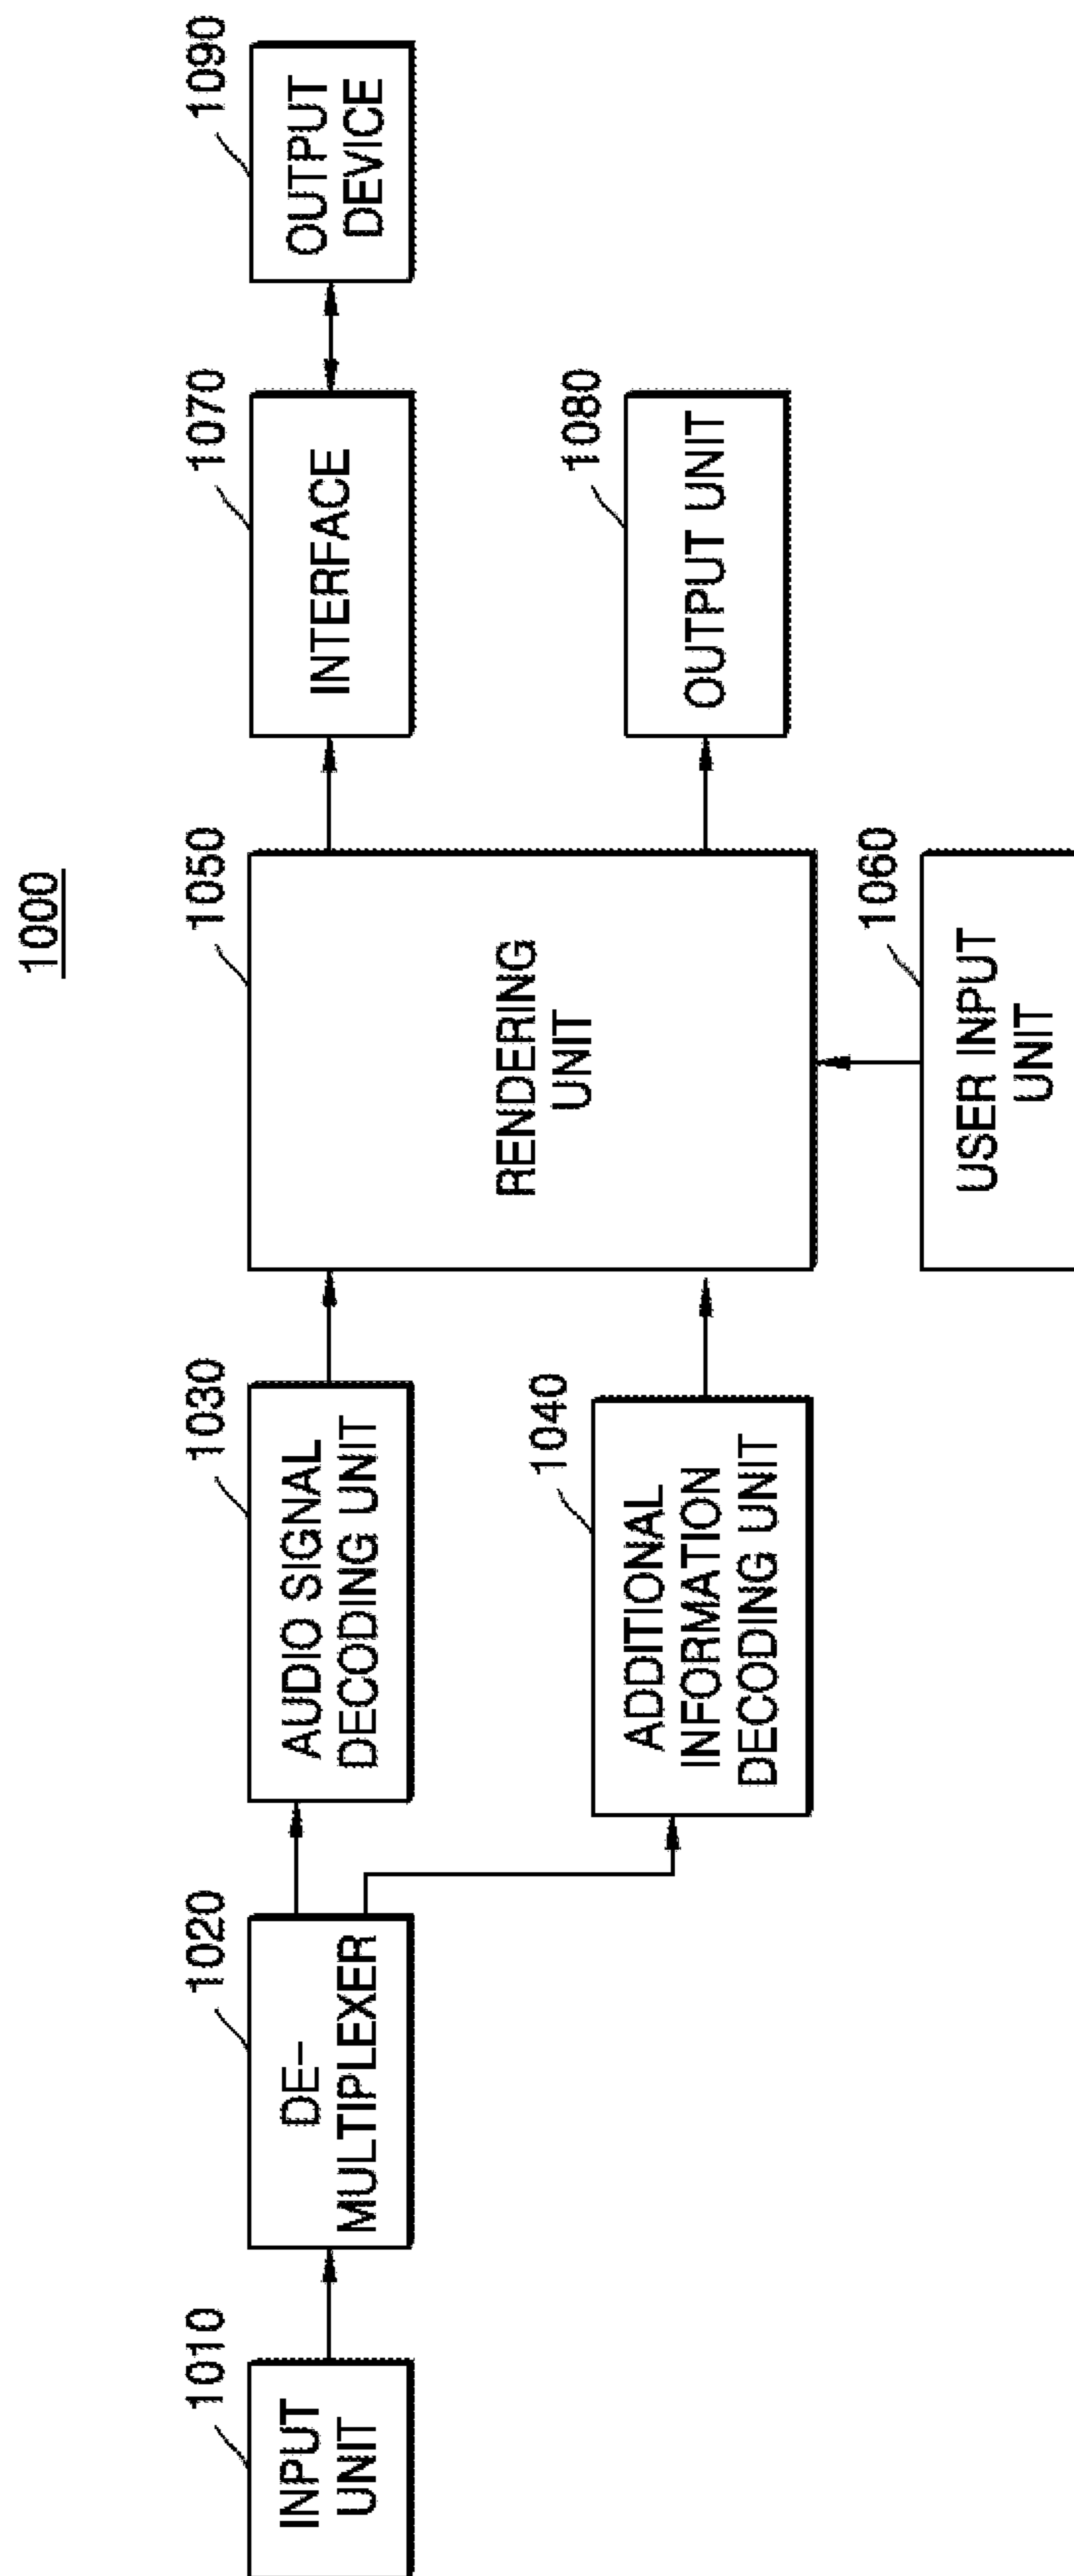 1000
1010
INPUT
UNIT
1020
DE-
MULTIPLEXER
1030
AUDIO SIGNAL
DECODING UNIT
1040
ADDITIONAL
INFORMATION
DECODING UNIT
1050
RENDERING
UNIT
1060
USER INPUT
UNIT
1070
INTERFACE
1080
OUTPUT UNIT
1090
OUTPUT
DEVICE